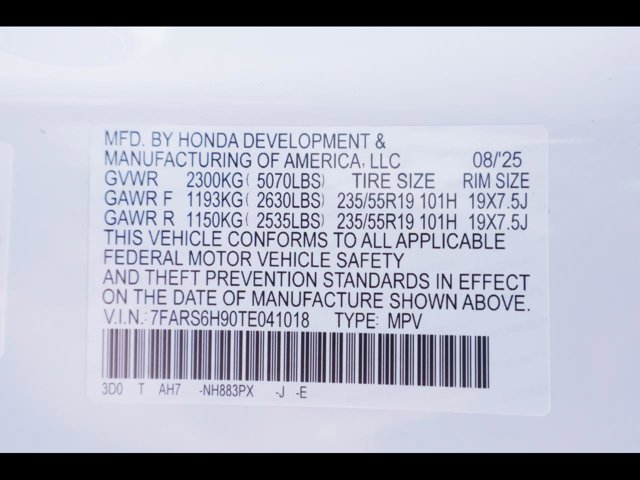 MFD. BY HONDA DEVELOPMENT &
MANUFACTURING OF AMERICA, LLC 08/'25
GVWR 2300KG( 5070LBS) TIRE SIZE RIM SIZE
GAWR F 1193KG( 2630LBS) 235/55R19 101H 19X7.5J
GAWR R 1150KG( 2535LBS) 235/55R19 101H 19X7.5J
THIS VEHICLE CONFORMS TO ALL APPLICABLE
FEDERAL MOTOR VEHICLE SAFETY
AND THEFT PREVENTION STANDARDS IN EFFECT
ON THE DATE OF MANUFACTURE SHOWN ABOVE.
V.I.N.: 7FARS6H90TE041018 TYPE: MPV
3D0 T AH7 -NH883PX -J -E